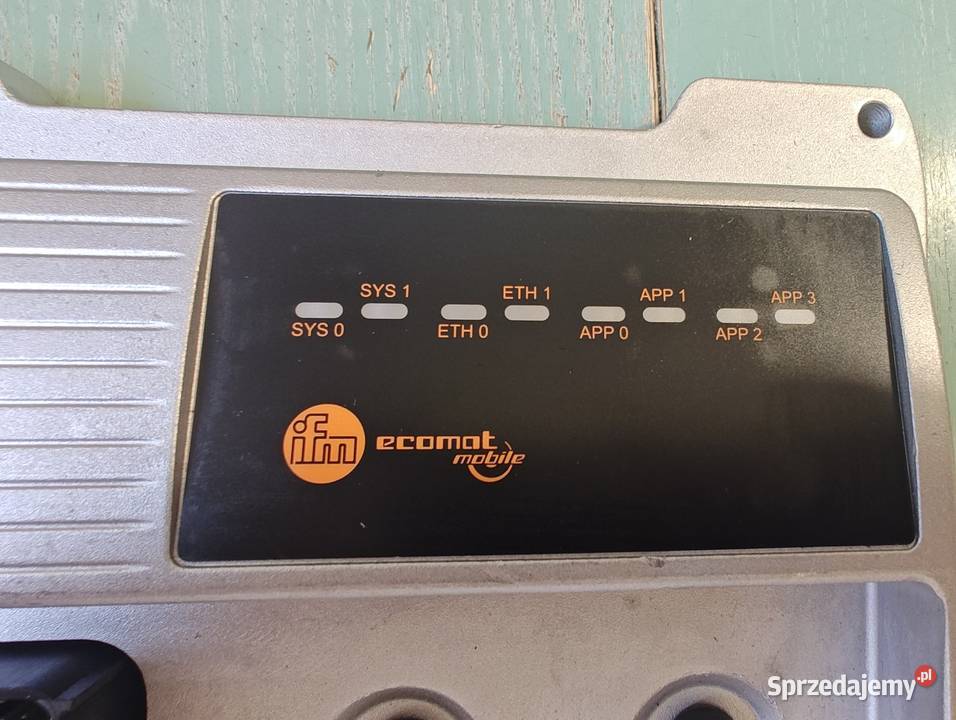 SYS 0
SYS 1
ETH 0
ETH 1
APP 0
APP 1
APP 2
APP 3
ifm ecomat
mobile
Sprzedajemy.pl